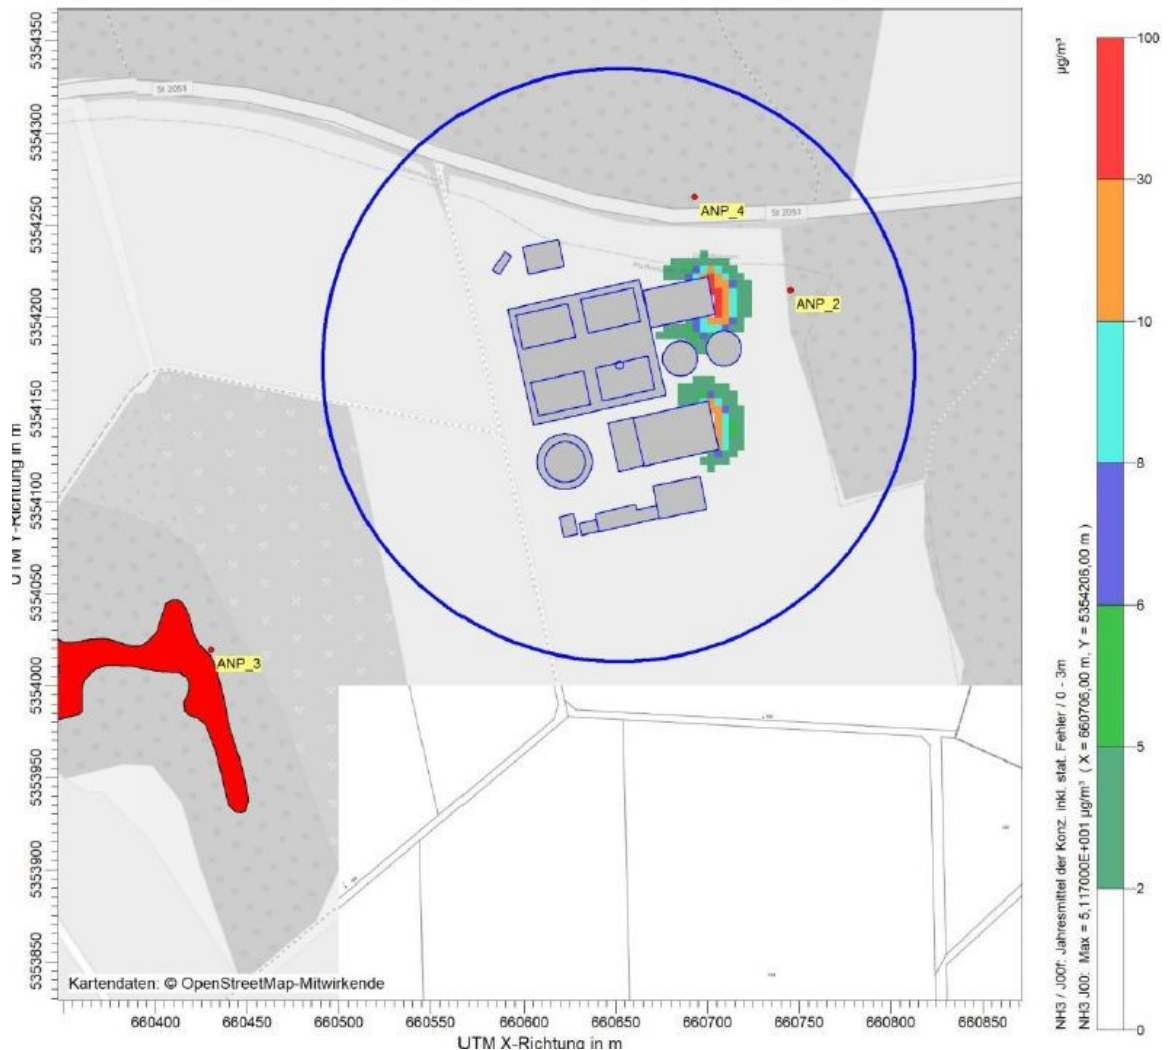 5354350
5354300
5354250
5354200
5354150
5354100
5354050
5354000
5353950
5353900
5353850
UTM Y-Richtung in m
St 2053
ANP_4
St 2053
ANP_2
ANP_3
Kartendaten: © OpenStreetMap-Mitwirkende
660400 660450 660500 660550 660600 660650 660700 660750 660800 660850
UTM X-Richtung in m
µg/m³
100
30
10
8
6
5
2
0
NH3 / J00f: Jahresmittel der Konz. inkl. stat. Fehler / 0 - 3m
NH3 J00: Max = 5,117000E+001 µg/m³ ( X = 660706,00 m, Y = 5354206,00 m )